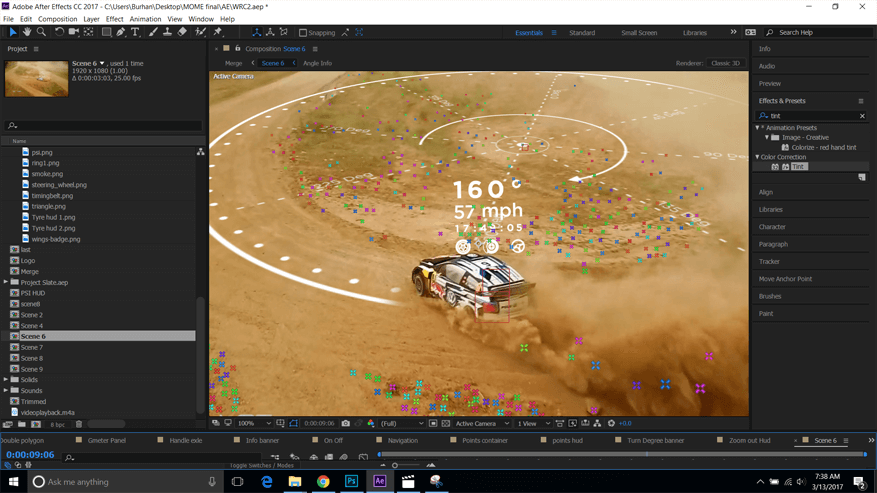 Adobe After Effects CC 2017 - C:\Users\Burhan\Desktop\MOME final\AE\WRC2.aep *
File Edit Composition Layer Effect Animation View Window Help
Snapping
Essentials
Standard
Small Screen
Libraries
Search Help
Project
Composition Scene 6
Info
Merge
Scene 6
Angle Info
Renderer: Classic 3D
Scene 6 , used 1 time
1920 x 1080 (1.00)
Δ 0:00:03:03, 25.00 fps
Active Camera
Audio
Preview
Effects & Presets
tint
* Animation Presets
Image - Creative
Colorize - red hand tint
Color Correction
Tint
Align
Libraries
Character
Paragraph
Tracker
Move Anchor Point
Brushes
Paint
Name
psi.png
ring1.png
smoke.png
steering_wheel.png
timingbelt.png
triangle.png
Tyre hud 1.png
Tyre hud 2.png
wings-badge.png
last
Logo
Merge
Project Slate.aep
PSI HUD
scene8
Scene 2
Scene 4
Scene 6
Scene 7
Scene 8
Scene 9
Solids
Sounds
Trimmed
videoplayback.m4a
160°C
57 mph
17:49:05
8 bpc
100%
0:00:09:06
(Full)
Active Camera
1 View
+0.0
Double polygon
Gmeter Panel
Handle exle
Info banner
On Off
Navigation
Points container
points hud
Turn Degree banner
Zoom out Hud
Scene 6
0:00:09:06
Toggle Switches / Modes
Ask me anything
7:38 AM
3/13/2017